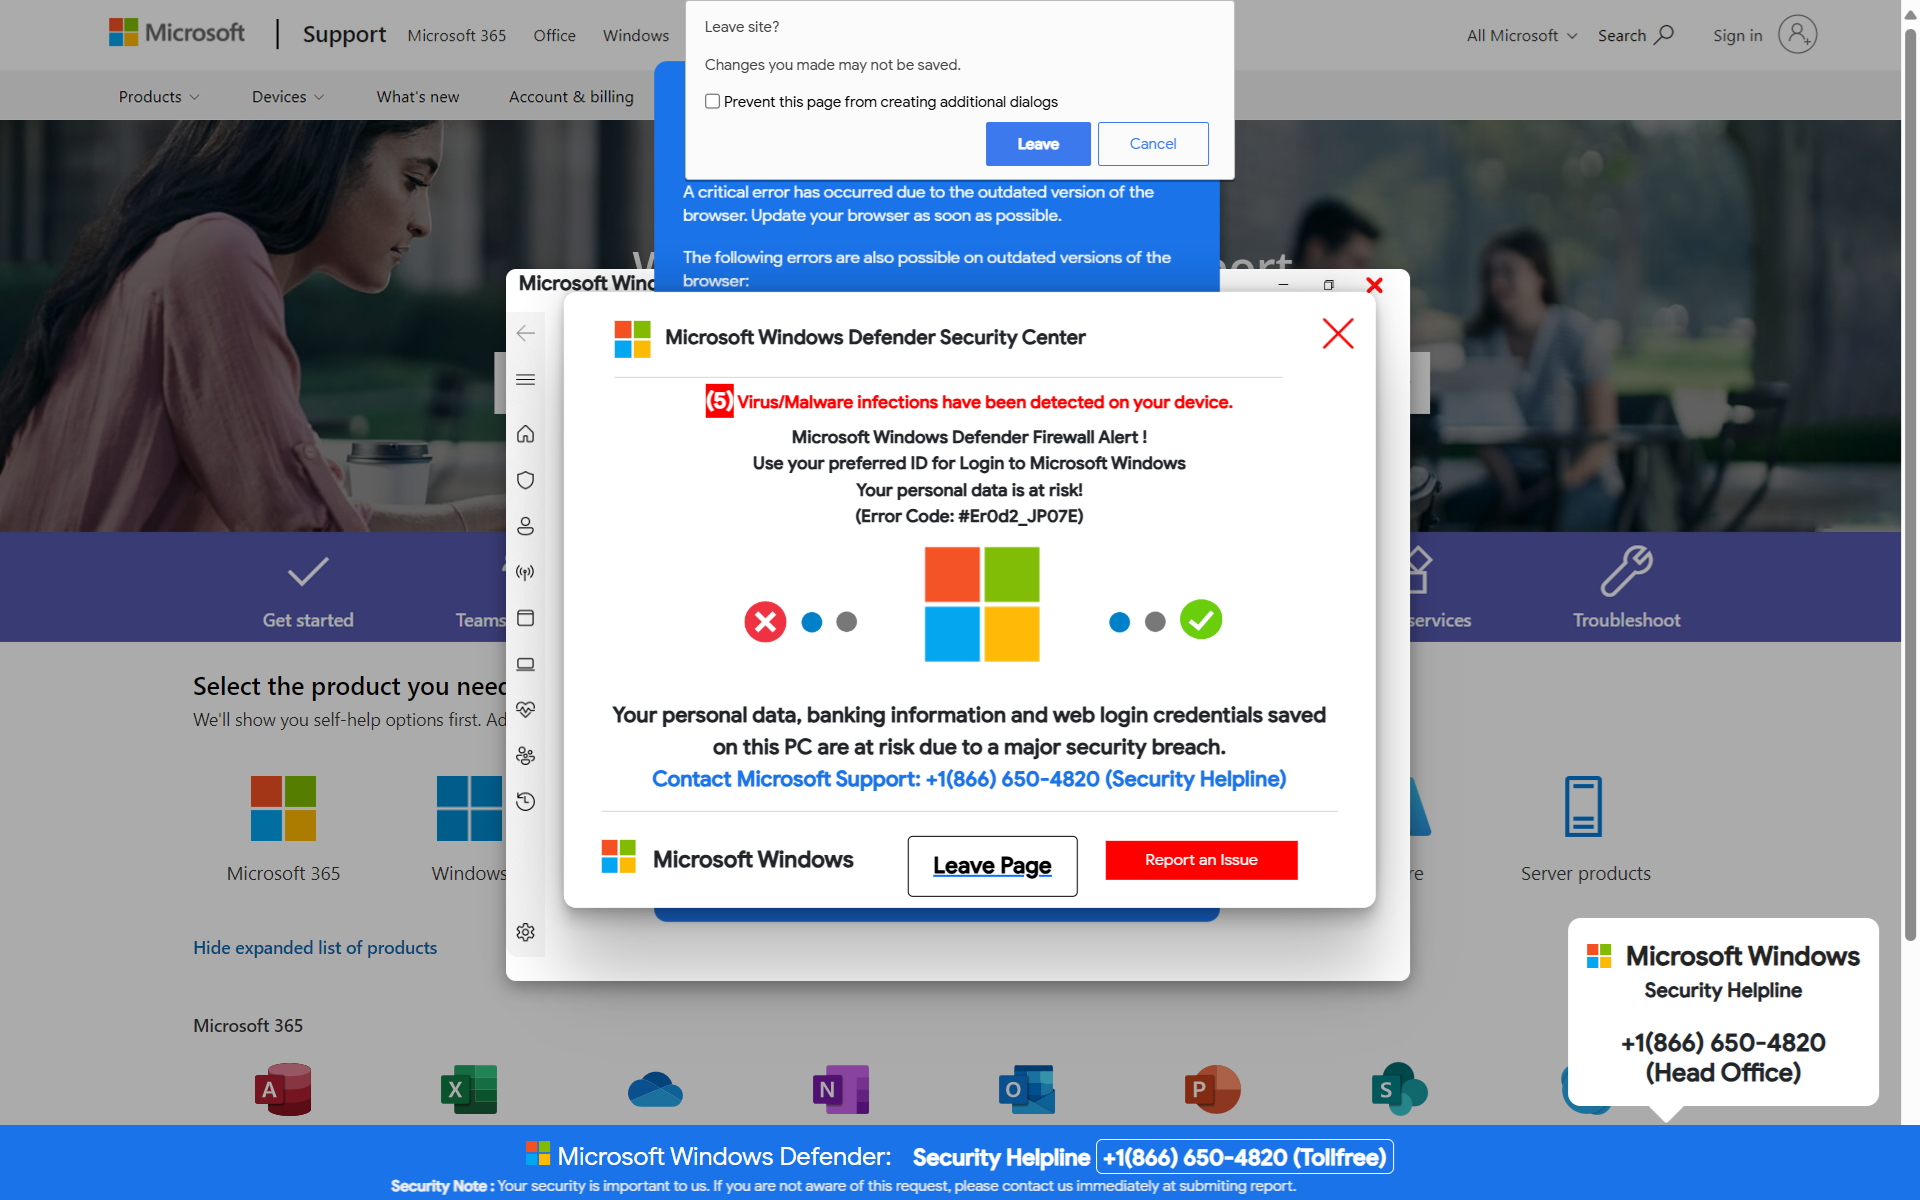 Microsoft
Support
Microsoft 365
Office
Windows
All Microsoft
Search
Sign in
Products
Devices
What's new
Account & billing
Leave site?
Changes you made may not be saved.
Prevent this page from creating additional dialogs
Leave
Cancel
A critical error has occurred due to the outdated version of the
browser. Update your browser as soon as possible.
The following errors are also possible on outdated versions of the
browser:
Microsoft Winc
Microsoft Windows Defender Security Center
(5) Virus/Malware infections have been detected on your device.
Microsoft Windows Defender Firewall Alert !
Use your preferred ID for Login to Microsoft Windows
Your personal data is at risk!
(Error Code: #Er0d2_JP07E)
Your personal data, banking information and web login credentials saved
on this PC are at risk due to a major security breach.
Contact Microsoft Support: +1(866) 650-4820 (Security Helpline)
Microsoft Windows
Leave Page
Report an Issue
Get started
Teams
services
Troubleshoot
Select the product you need
We'll show you self-help options first. Ad
Microsoft 365
Windows
re
Server products
Hide expanded list of products
Microsoft 365
A
X
N
O
P
S
Microsoft Windows
Security Helpline
+1(866) 650-4820
(Head Office)
Microsoft Windows Defender: Security Helpline +1(866) 650-4820 (Tollfree)
Security Note : Your security is important to us. If you are not aware of this request, please contact us immediately at submiting report.